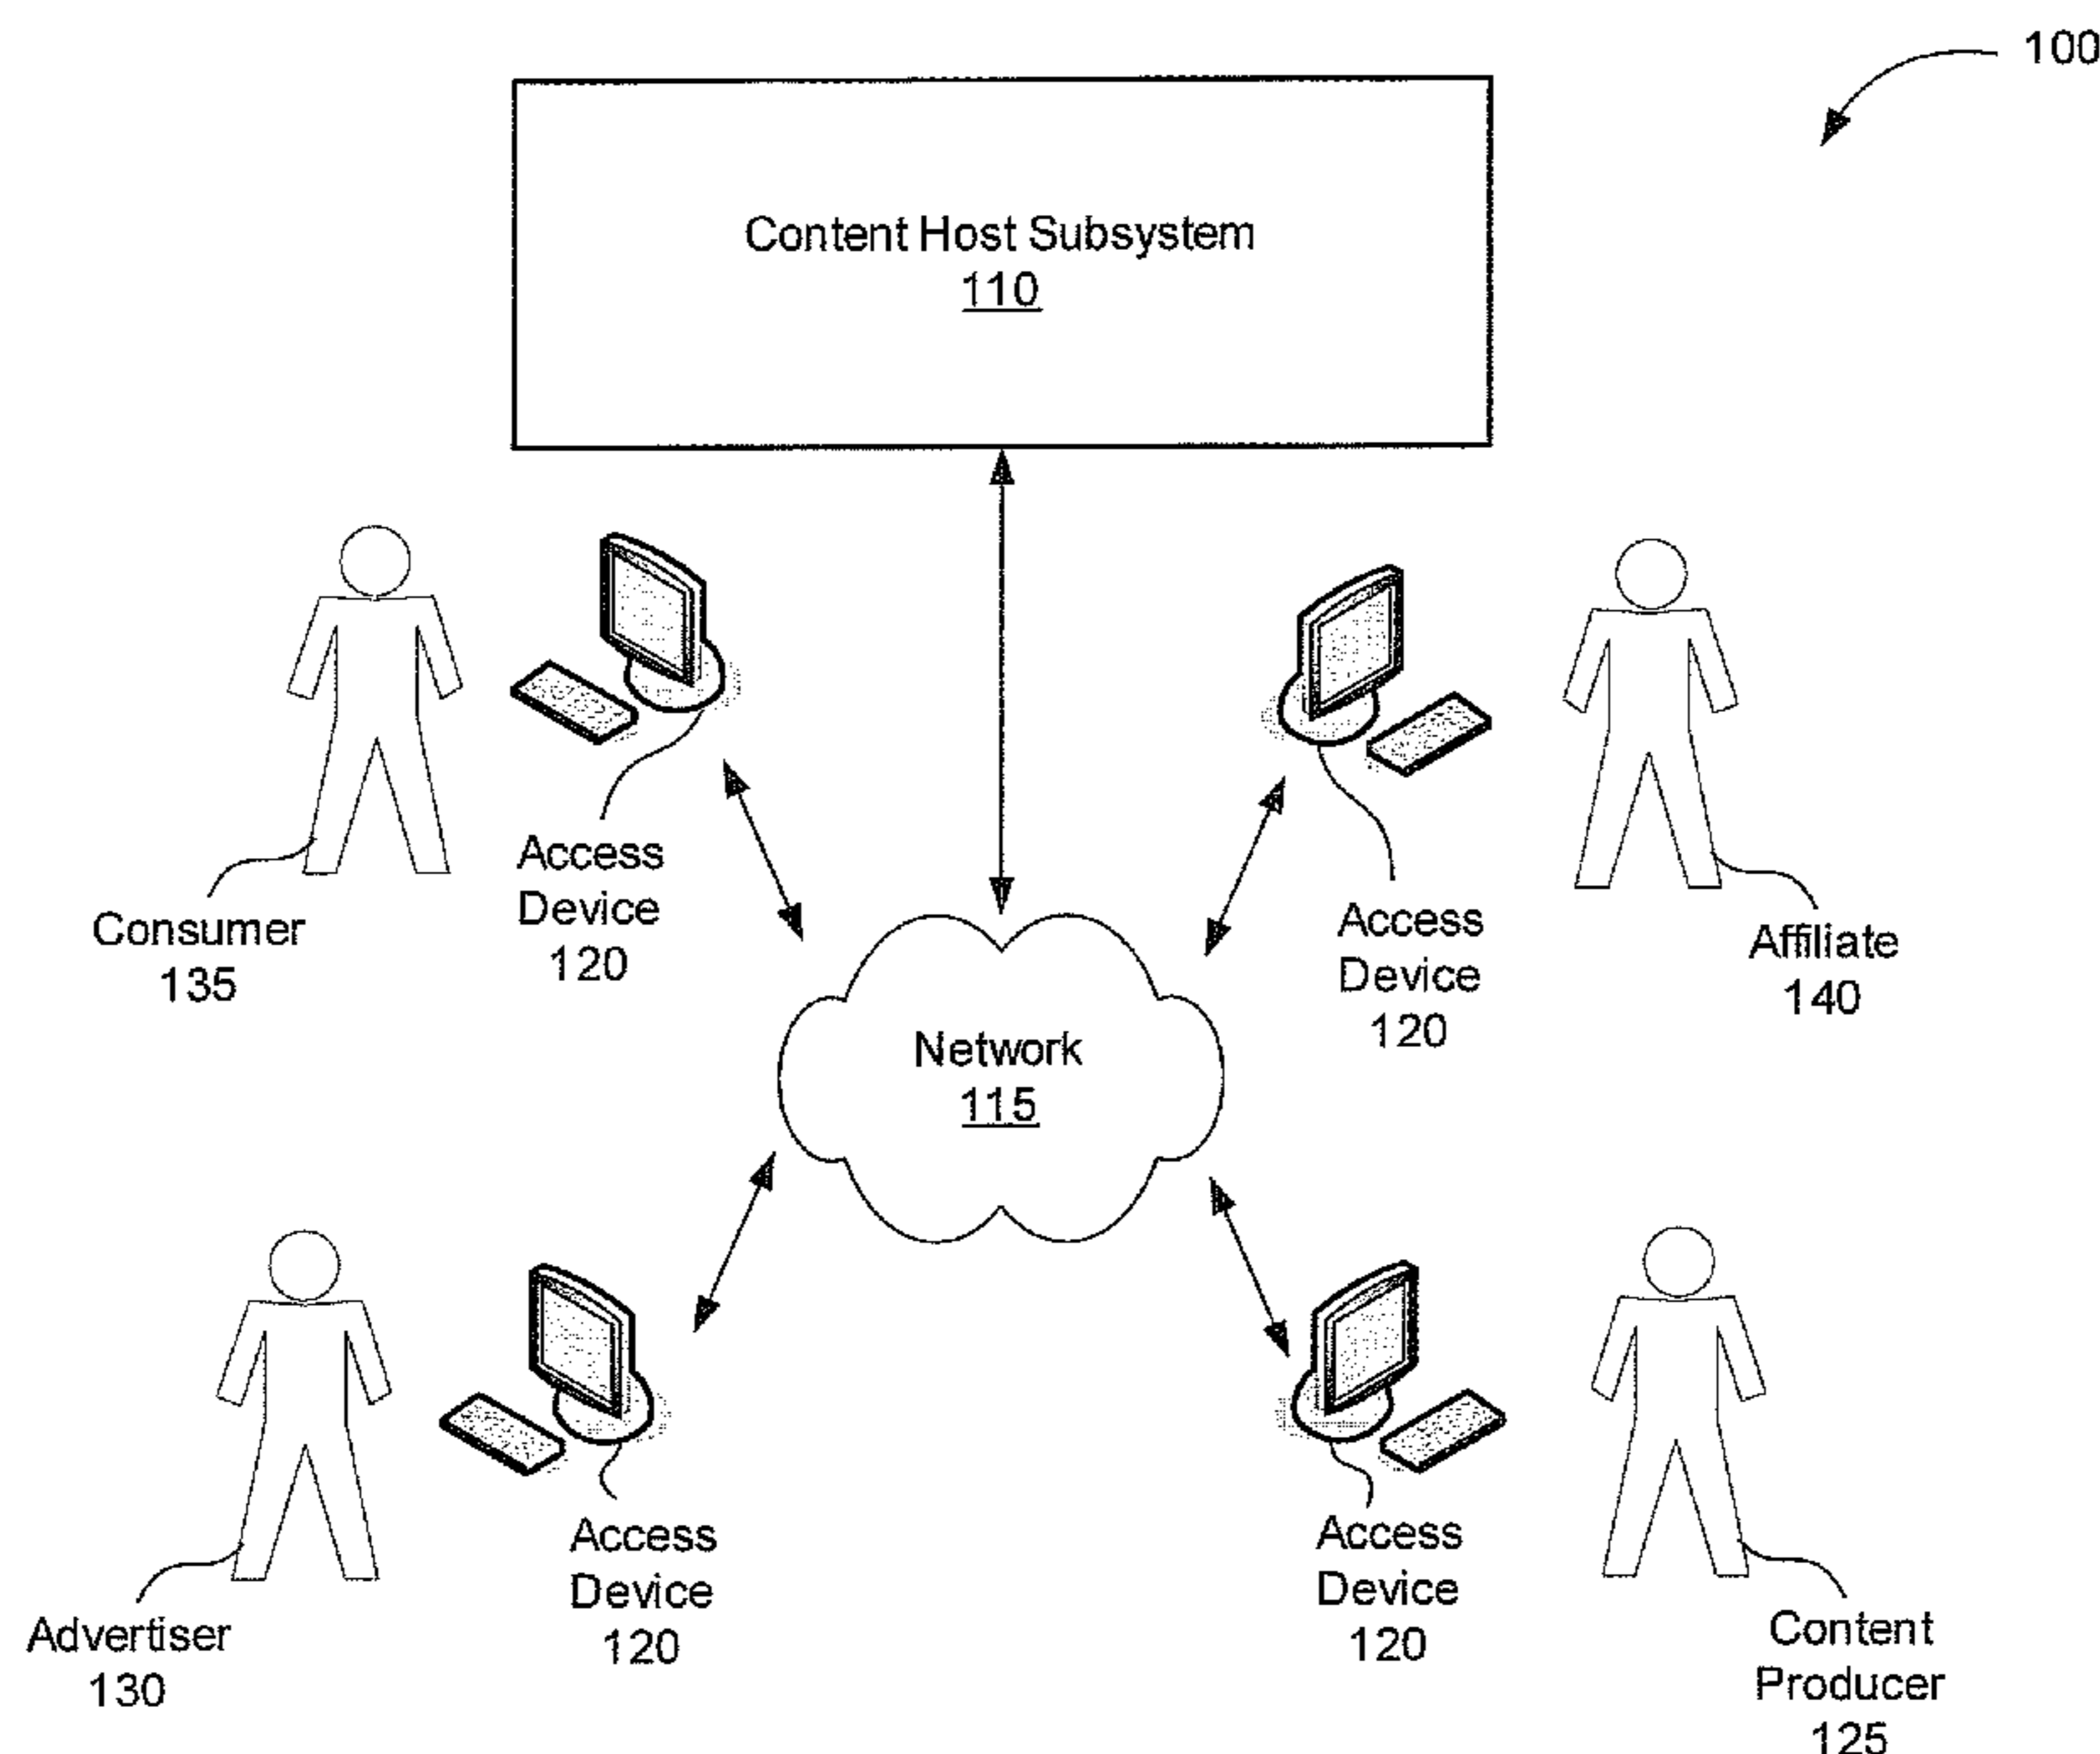 100
Content Host Subsystem
110
Access
Device
120
Consumer
135
Access
Device
120
Affiliate
140
Network
115
Access
Device
120
Advertiser
130
Access
Device
120
Content
Producer
125